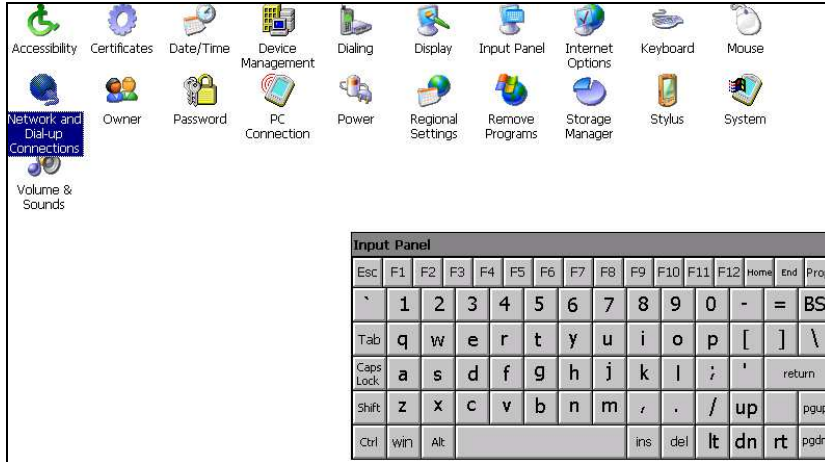 Accessibility Certificates Date/Time Device Management Dialing Display Input Panel Internet Options Keyboard Mouse
Network and Dial-up Connections Owner Password PC Connection Power Regional Settings Remove Programs Storage Manager Stylus System
Volume & Sounds
Input Panel
Esc F1 F2 F3 F4 F5 F6 F7 F8 F9 F10 F11 F12 Home End Prop
` 1 2 3 4 5 6 7 8 9 0 - = BS
Tab q w e r t y u i o p [ ] \
Caps Lock a s d f g h j k l ; ' return
Shift z x c v b n m , . / up pgup
Ctrl win Alt ins del lt dn rt pgdn